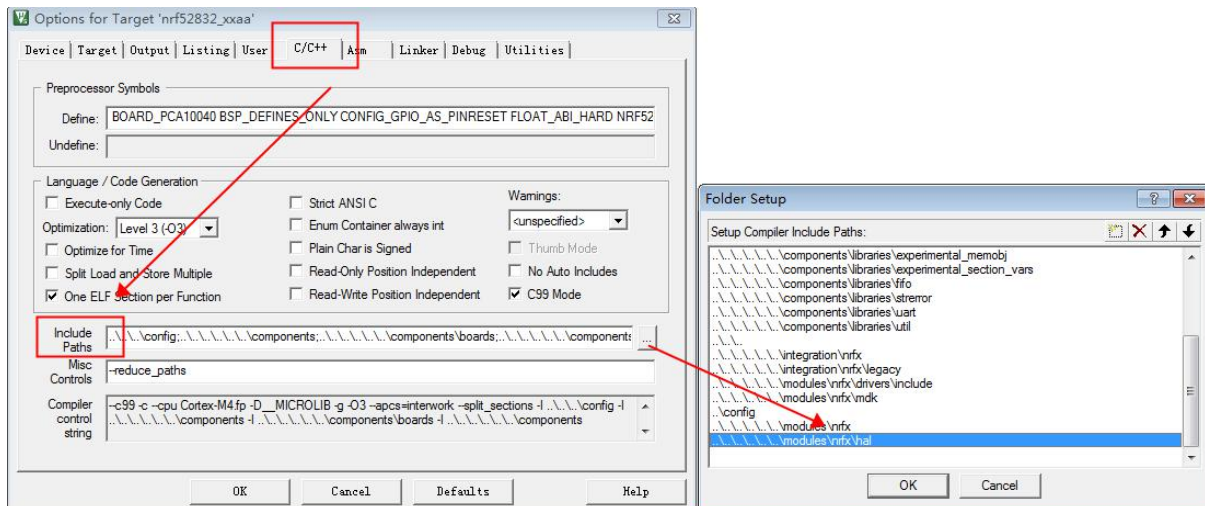 Options for Target 'nrf52832_xxaa'
Device Target Output Listing User C/C++ Asm Linker Debug Utilities
Preprocessor Symbols
Define: BOARD_PCA10040 BSP_DEFINES_ONLY CONFIG_GPIO_AS_PINRESET FLOAT_ABI_HARD NRF52
Undefine:
Language / Code Generation
Execute-only Code
Optimization: Level 3 (-O3)
Optimize for Time
Split Load and Store Multiple
One ELF Section per Function
Strict ANSI C
Enum Container always int
Plain Char is Signed
Read-Only Position Independent
Read-Write Position Independent
Warnings:
<unspecified>
Thumb Mode
No Auto Includes
C99 Mode
Include Paths
..\..\..\config;..\..\..\..\..\..\components;..\..\..\..\..\..\components\boards;..\..\..\..\..\..\components
...
Misc Controls
--reduce_paths
Compiler control string
--c99 -c --cpu Cortex-M4.fp -D__MICROLIB -g -O3 --apcs=interwork --split_sections -I ..\..\..\config -I
..\..\..\..\..\..\components -I ..\..\..\..\..\..\components\boards -I ..\..\..\..\..\..\components
OK Cancel Defaults Help
Folder Setup
Setup Compiler Include Paths:
..\..\..\..\..\..\components\libraries\experimental_memobj
..\..\..\..\..\..\components\libraries\experimental_section_vars
..\..\..\..\..\..\components\libraries\fifo
..\..\..\..\..\..\components\libraries\strerror
..\..\..\..\..\..\components\libraries\uart
..\..\..\..\..\..\components\libraries\util
..\..\..
..\..\..\..\..\..\integration\nrfx
..\..\..\..\..\..\integration\nrfx\legacy
..\..\..\..\..\..\modules\nrfx\drivers\include
..\..\..\..\..\..\modules\nrfx\mdk
..\config
..\..\..\..\..\..\modules\nrfx
..\..\..\..\..\..\modules\nrfx\hal
OK Cancel